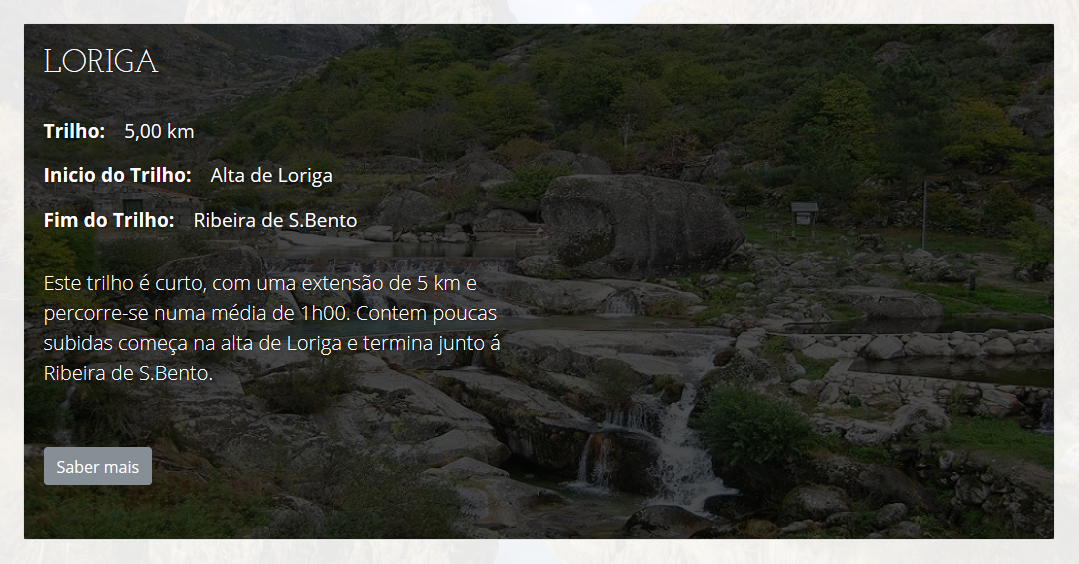 LORIGA
Trilho: 5,00 km
Inicio do Trilho: Alta de Loriga
Fim do Trilho: Ribeira de S.Bento
Este trilho é curto, com uma extensão de 5 km e
percorre-se numa média de 1h00. Contem poucas
subidas começa na alta de Loriga e termina junto á
Ribeira de S.Bento.
Saber mais